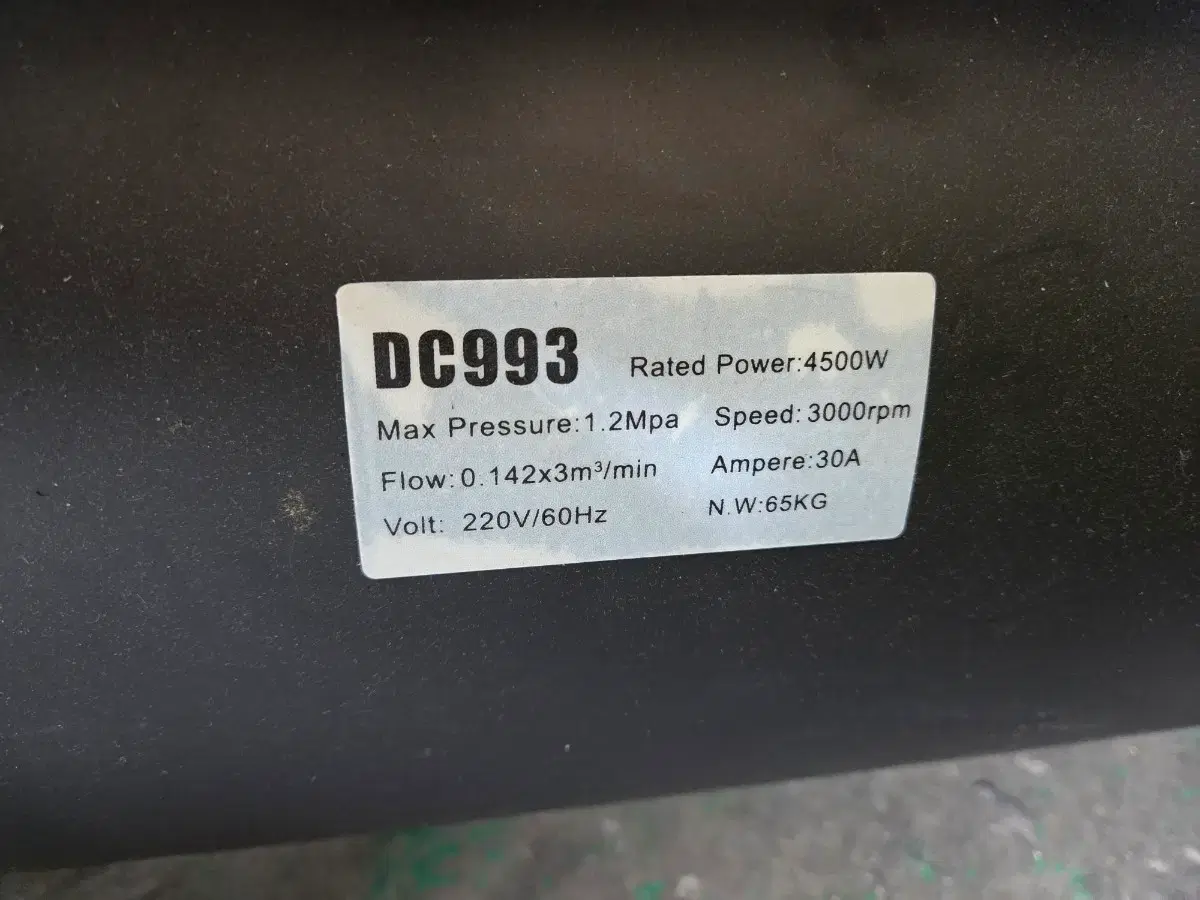 DC993 Rated Power:4500W
Max Pressure:1.2Mpa Speed: 3000rpm
Flow:0.142x3m³/min Ampere:30A
Volt: 220V/60Hz N.W:65KG